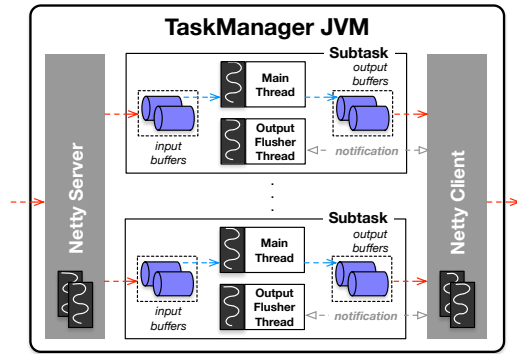 TaskManager JVM
Netty Server
Subtask
input
buffers
Main
Thread
output
buffers
Output
Flusher
Thread
notification
.
.
.
Subtask
input
buffers
Main
Thread
output
buffers
Output
Flusher
Thread
notification
Netty Client